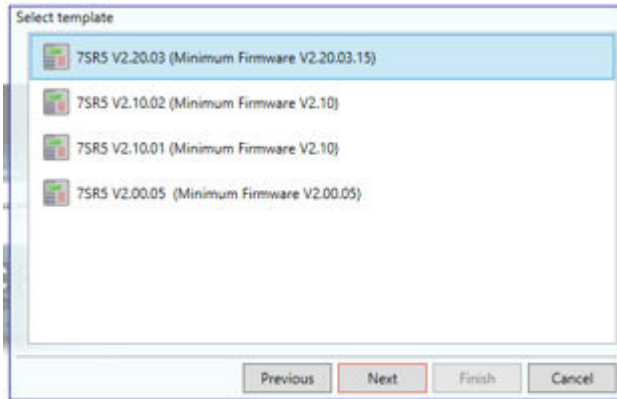 Select template
7SR5 V2.20.03 (Minimum Firmware V2.20.03.15)
7SR5 V2.10.02 (Minimum Firmware V2.10)
7SR5 V2.10.01 (Minimum Firmware V2.10)
7SR5 V2.00.05 (Minimum Firmware V2.00.05)
Previous Next Finish Cancel